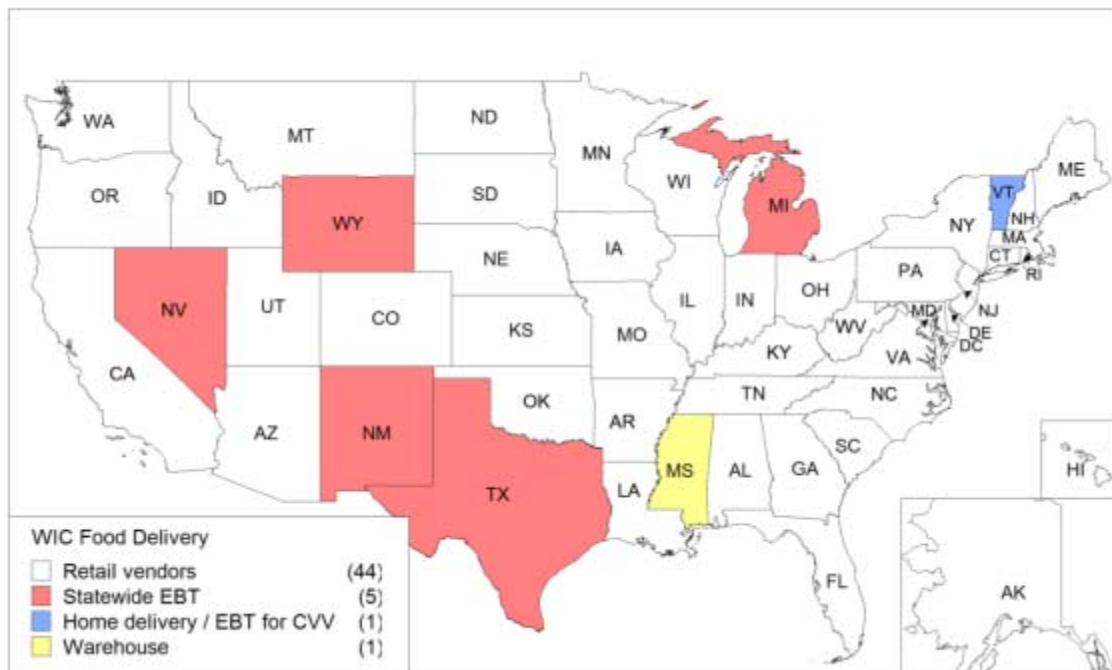 WA
MT
ND
MN
ME
OR
ID
SD
WI
MI
VT
NH
NY
MA
CT
RI
WY
IA
NE
PA
NV
UT
CO
IL
IN
OH
NJ
MD
DE
DC
WV
VA
KS
MO
KY
CA
OK
TN
NC
AZ
NM
AR
SC
MS
AL
GA
HI
TX
LA
FL
AK
WIC Food Delivery
Retail vendors (44)
Statewide EBT (5)
Home delivery / EBT for CVV (1)
Warehouse (1)